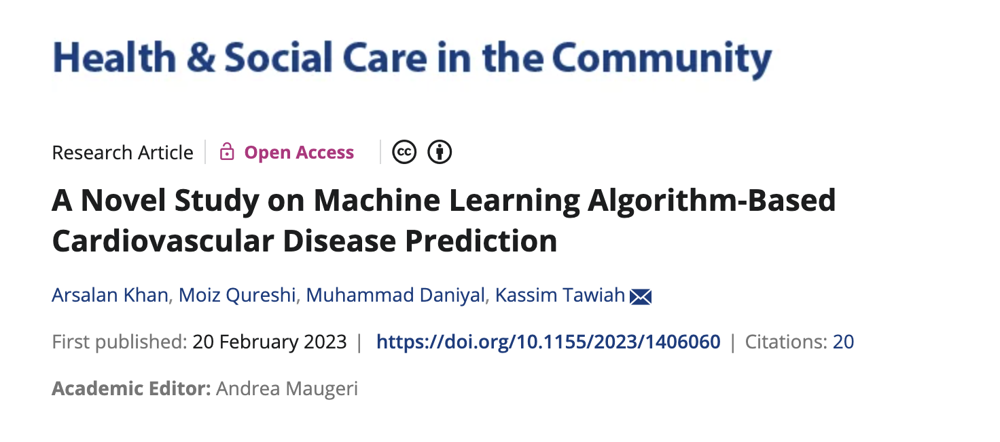 Health & Social Care in the Community
Research Article | Open Access | cc
A Novel Study on Machine Learning Algorithm-Based
Cardiovascular Disease Prediction
Arsalan Khan, Moiz Qureshi, Muhammad Daniyal, Kassim Tawiah
First published: 20 February 2023 | https://doi.org/10.1155/2023/1406060 | Citations: 20
Academic Editor: Andrea Maugeri